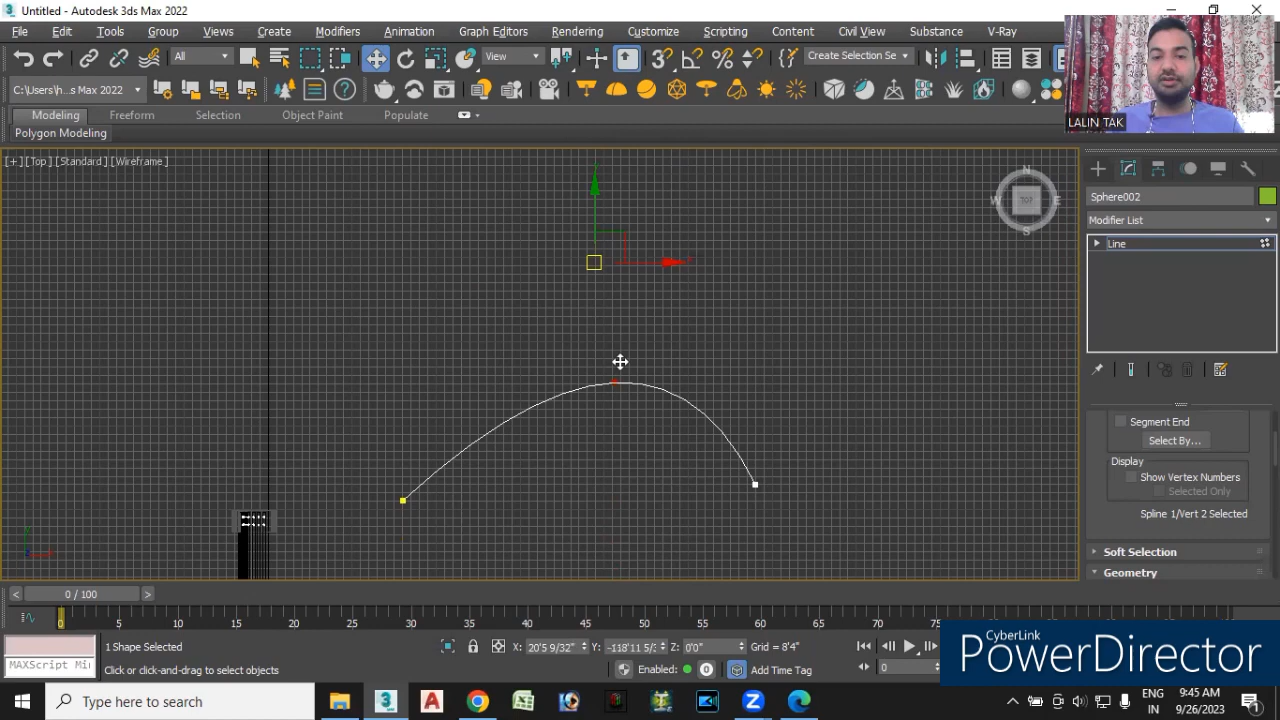 3 Untitled - Autodesk 3ds Max 2022
File Edit Tools Group Views Create Modifiers Animation Graph Editors Rendering Customize Scripting Content Civil View Substance V-Ray
All View Create Selection Se
C:\Users\h...s Max 2022
LALIN TAK
Modeling Freeform Selection Object Paint Populate
Polygon Modeling
[+] [Top] [Standard] [Wireframe]
N
W TOP E
S
Sphere002
Modifier List
Line
Segment End
Select By...
Display
Show Vertex Numbers
Selected Only
Spline 1/Vert 2 Selected
Soft Selection
Geometry
y
< 0 / 100 >
0 5 10 15 20 25 30 35 40 45 50 55 60 65 70 75
1 Shape Selected X: 20'5 9/32" Y: -118'11 5/3 Z: 0'0" Grid = 8'4"
MAXScript Mi Click or click-and-drag to select objects Enabled: 0 Add Time Tag 0
CyberLink
PowerDirector
Type here to search
ENG
IN
9:45 AM
9/26/2023